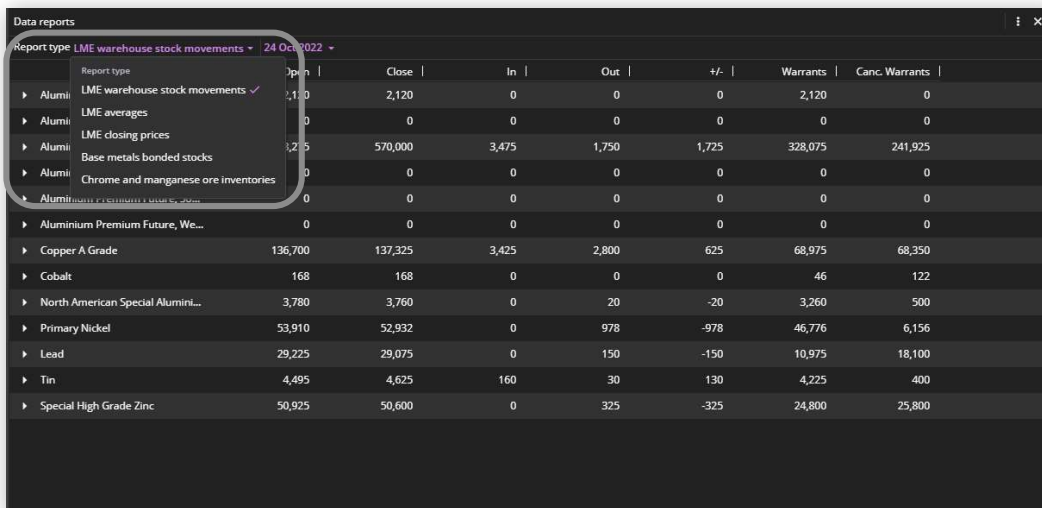 Data reports
Report type LME warehouse stock movements 24 Oct 2022
Open Close In Out +/- Warrants Canc. Warrants
Report type
LME warehouse stock movements
LME averages
LME closing prices
Base metals bonded stocks
Chrome and manganese ore inventories
2,120 0 0 0 2,120 0
0 0 0 0 0 0
570,000 3,475 1,750 1,725 328,075 241,925
0 0 0 0 0 0
Aluminium Premium Future, 0 0 0 0 0 0 0
Aluminium Premium Future, We... 0 0 0 0 0 0 0
Copper A Grade 136,700 137,325 3,425 2,800 625 68,975 68,350
Cobalt 168 168 0 0 0 46 122
North American Special Alumini... 3,780 3,760 0 20 -20 3,260 500
Primary Nickel 53,910 52,932 0 978 -978 46,776 6,156
Lead 29,225 29,075 0 150 -150 10,975 18,100
Tin 4,495 4,625 160 30 130 4,225 400
Special High Grade Zinc 50,925 50,600 0 325 -325 24,800 25,800